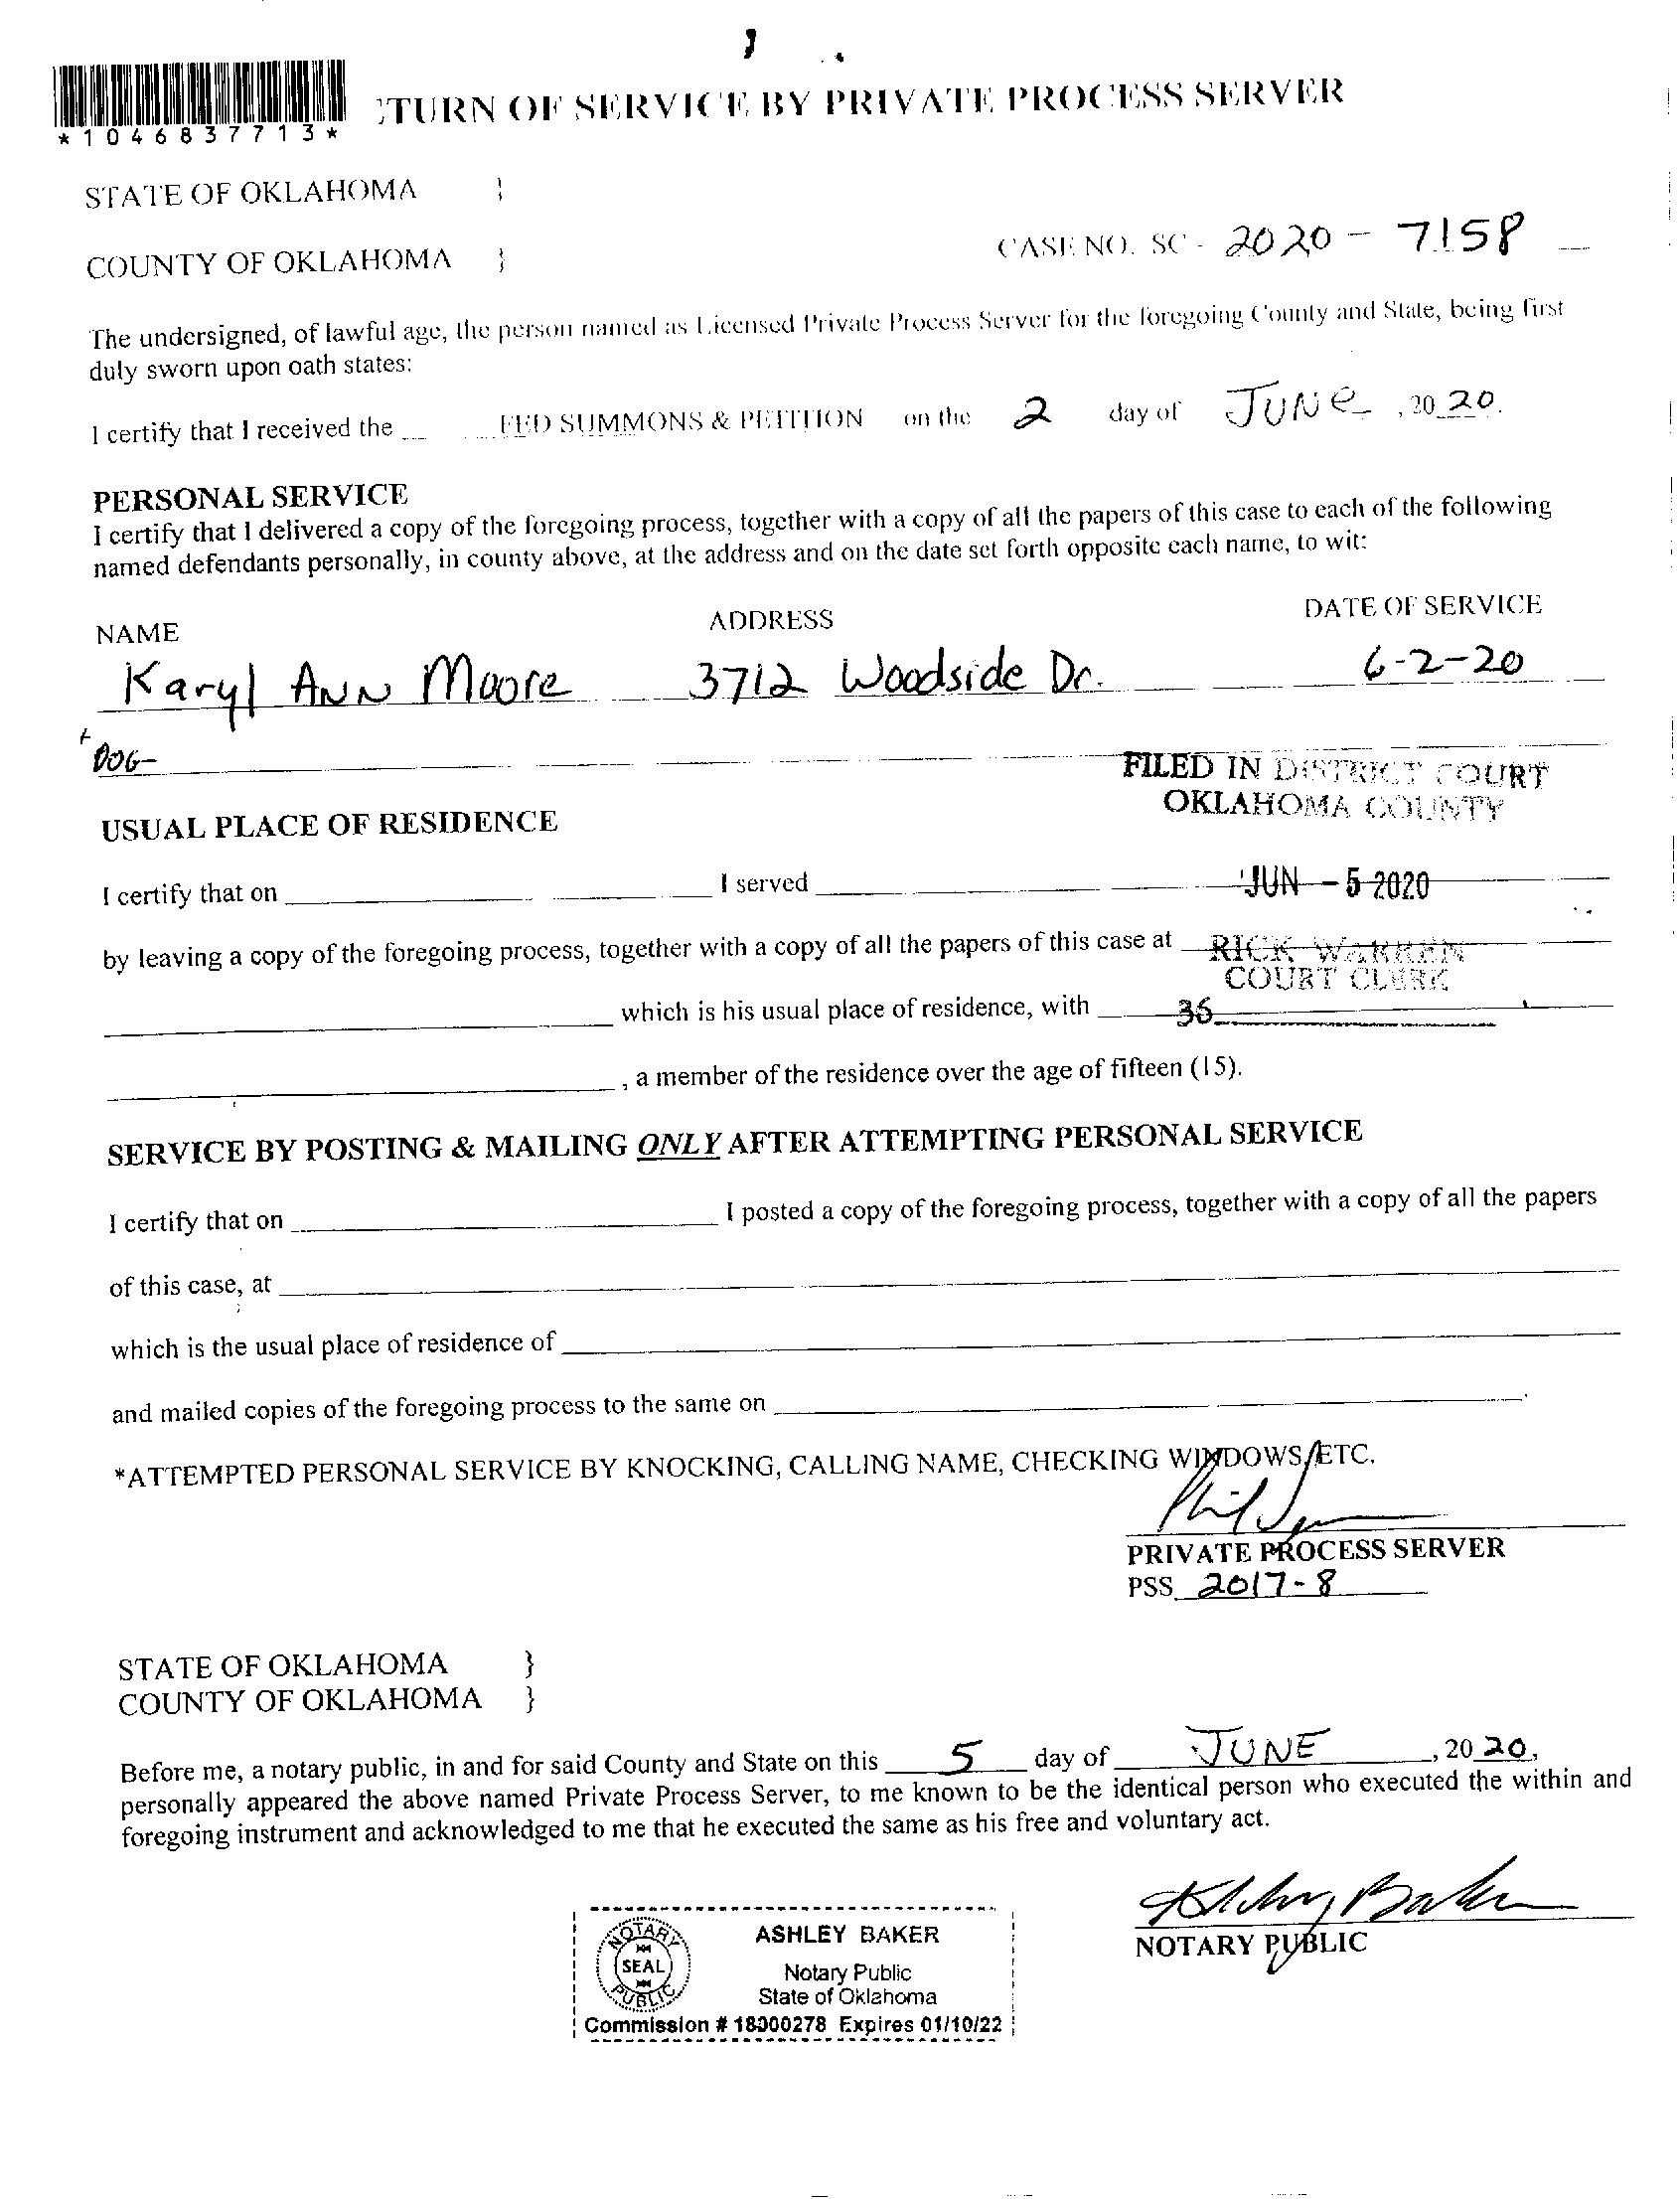 *1046837713*
TURN OF SERVICE BY PRIVATE PROCESS SERVER
STATE OF OKLAHOMA }
CASE NO. SC - 2020 - 7158
COUNTY OF OKLAHOMA }
The undersigned, of lawful age, the person named as Licensed Private Process Server for the foregoing County and State, being first
duly sworn upon oath states:
I certify that I received the FED SUMMONS & PETITION on the 2 day of JUNE, 2020.
PERSONAL SERVICE
I certify that I delivered a copy of the foregoing process, together with a copy of all the papers of this case to each of the following
named defendants personally, in county above, at the address and on the date set forth opposite each name, to wit:
NAME ADDRESS DATE OF SERVICE
Karyl Ann Moore 3712 Woodside Dr. 6-2-20
+ DOG-
FILED IN DISTRICT COURT
OKLAHOMA COUNTY
USUAL PLACE OF RESIDENCE
I certify that on I served
JUN - 5 2020
by leaving a copy of the foregoing process, together with a copy of all the papers of this case at
RICK WARREN
COURT CLERK
which is his usual place of residence, with
36
, a member of the residence over the age of fifteen (15).
SERVICE BY POSTING & MAILING ONLY AFTER ATTEMPTING PERSONAL SERVICE
I certify that on I posted a copy of the foregoing process, together with a copy of all the papers
of this case, at
which is the usual place of residence of
and mailed copies of the foregoing process to the same on .
*ATTEMPTED PERSONAL SERVICE BY KNOCKING, CALLING NAME, CHECKING WINDOWS, ETC.
PRIVATE PROCESS SERVER
PSS 2017-8
STATE OF OKLAHOMA }
COUNTY OF OKLAHOMA }
Before me, a notary public, in and for said County and State on this 5 day of JUNE, 2020,
personally appeared the above named Private Process Server, to me known to be the identical person who executed the within and
foregoing instrument and acknowledged to me that he executed the same as his free and voluntary act.
Ashley Baker
NOTARY PUBLIC
NOTARY SEAL PUBLIC
ASHLEY BAKER
Notary Public
State of Oklahoma
Commission # 18000278 Expires 01/10/22